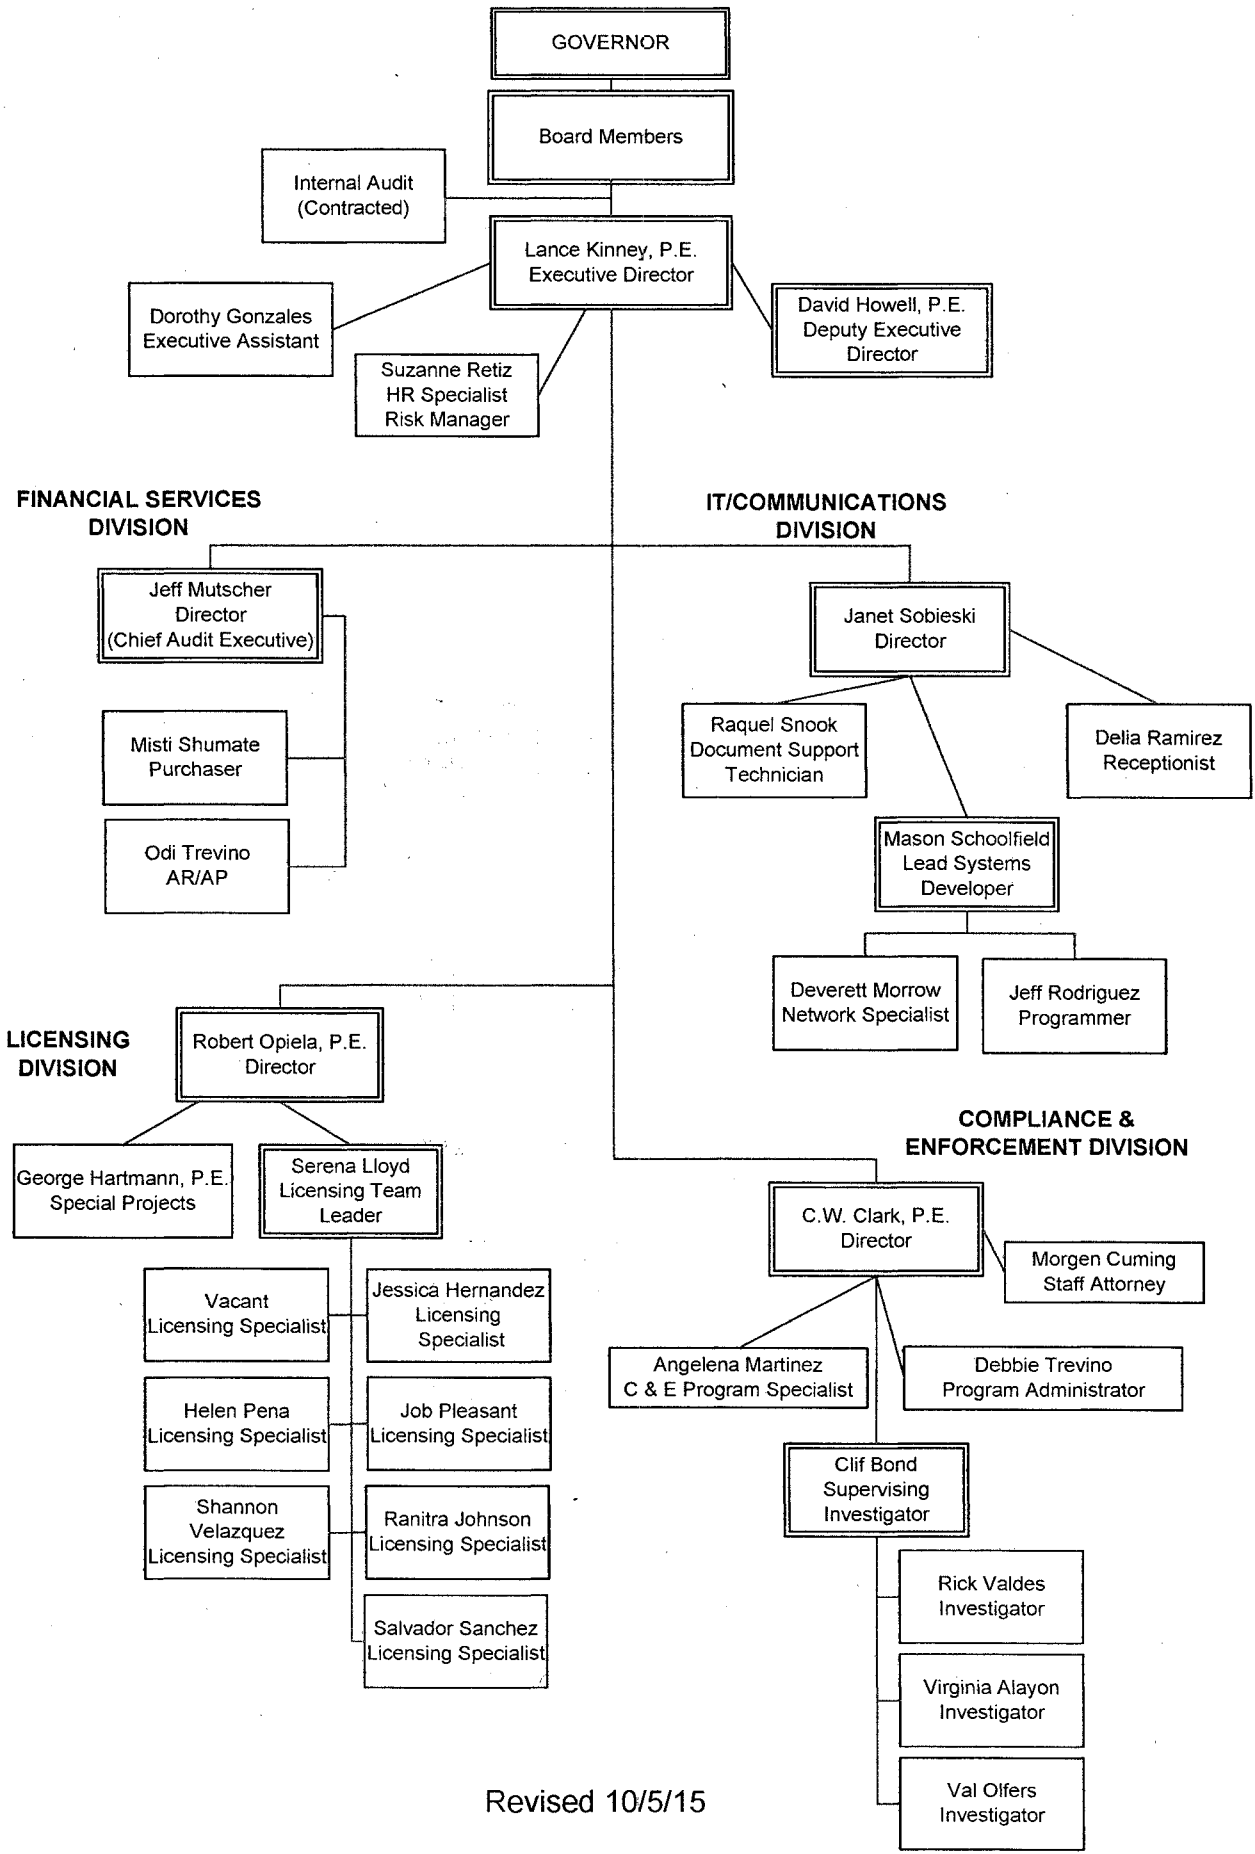 GOVERNOR
Board Members
Internal Audit
(Contracted)
Lance Kinney, P.E.
Executive Director
Dorothy Gonzales
Executive Assistant
Suzanne Retiz
HR Specialist
Risk Manager
David Howell, P.E.
Deputy Executive
Director
FINANCIAL SERVICES
DIVISION
Jeff Mutscher
Director
(Chief Audit Executive)
Misti Shumate
Purchaser
Odi Trevino
AR/AP
IT/COMMUNICATIONS
DIVISION
Janet Sobieski
Director
Raquel Snook
Document Support
Technician
Delia Ramirez
Receptionist
Mason Schoolfield
Lead Systems
Developer
Deverett Morrow
Network Specialist
Jeff Rodriguez
Programmer
LICENSING
DIVISION
Robert Opiela, P.E.
Director
George Hartmann, P.E.
Special Projects
Serena Lloyd
Licensing Team
Leader
Vacant
Licensing Specialist
Jessica Hernandez
Licensing
Specialist
Helen Pena
Licensing Specialist
Job Pleasant
Licensing Specialist
Shannon
Velazquez
Licensing Specialist
Ranitra Johnson
Licensing Specialist
Salvador Sanchez
Licensing Specialist
COMPLIANCE &
ENFORCEMENT DIVISION
C.W. Clark, P.E.
Director
Morgen Cuming
Staff Attorney
Angelena Martinez
C & E Program Specialist
Debbie Trevino
Program Administrator
Clif Bond
Supervising
Investigator
Rick Valdes
Investigator
Virginia Alayon
Investigator
Val Olfers
Investigator
Revised 10/5/15